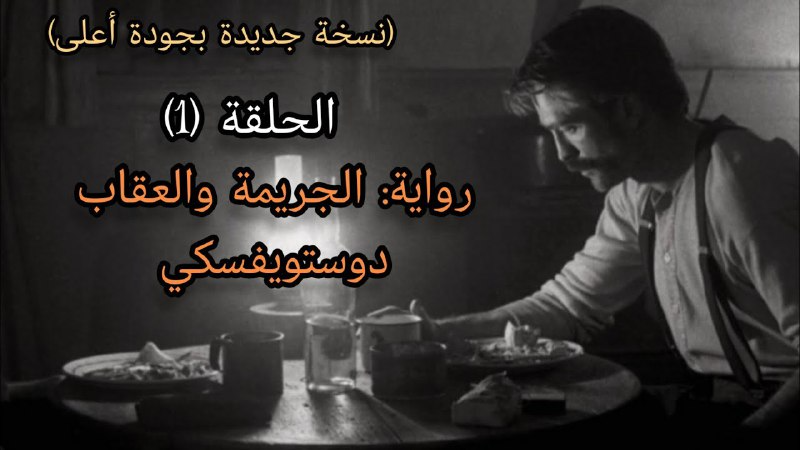 (نسخة جديدة بجودة أعلى)
الحلقة (1)
رواية: الجريمة والعقاب
دوستويفسكي